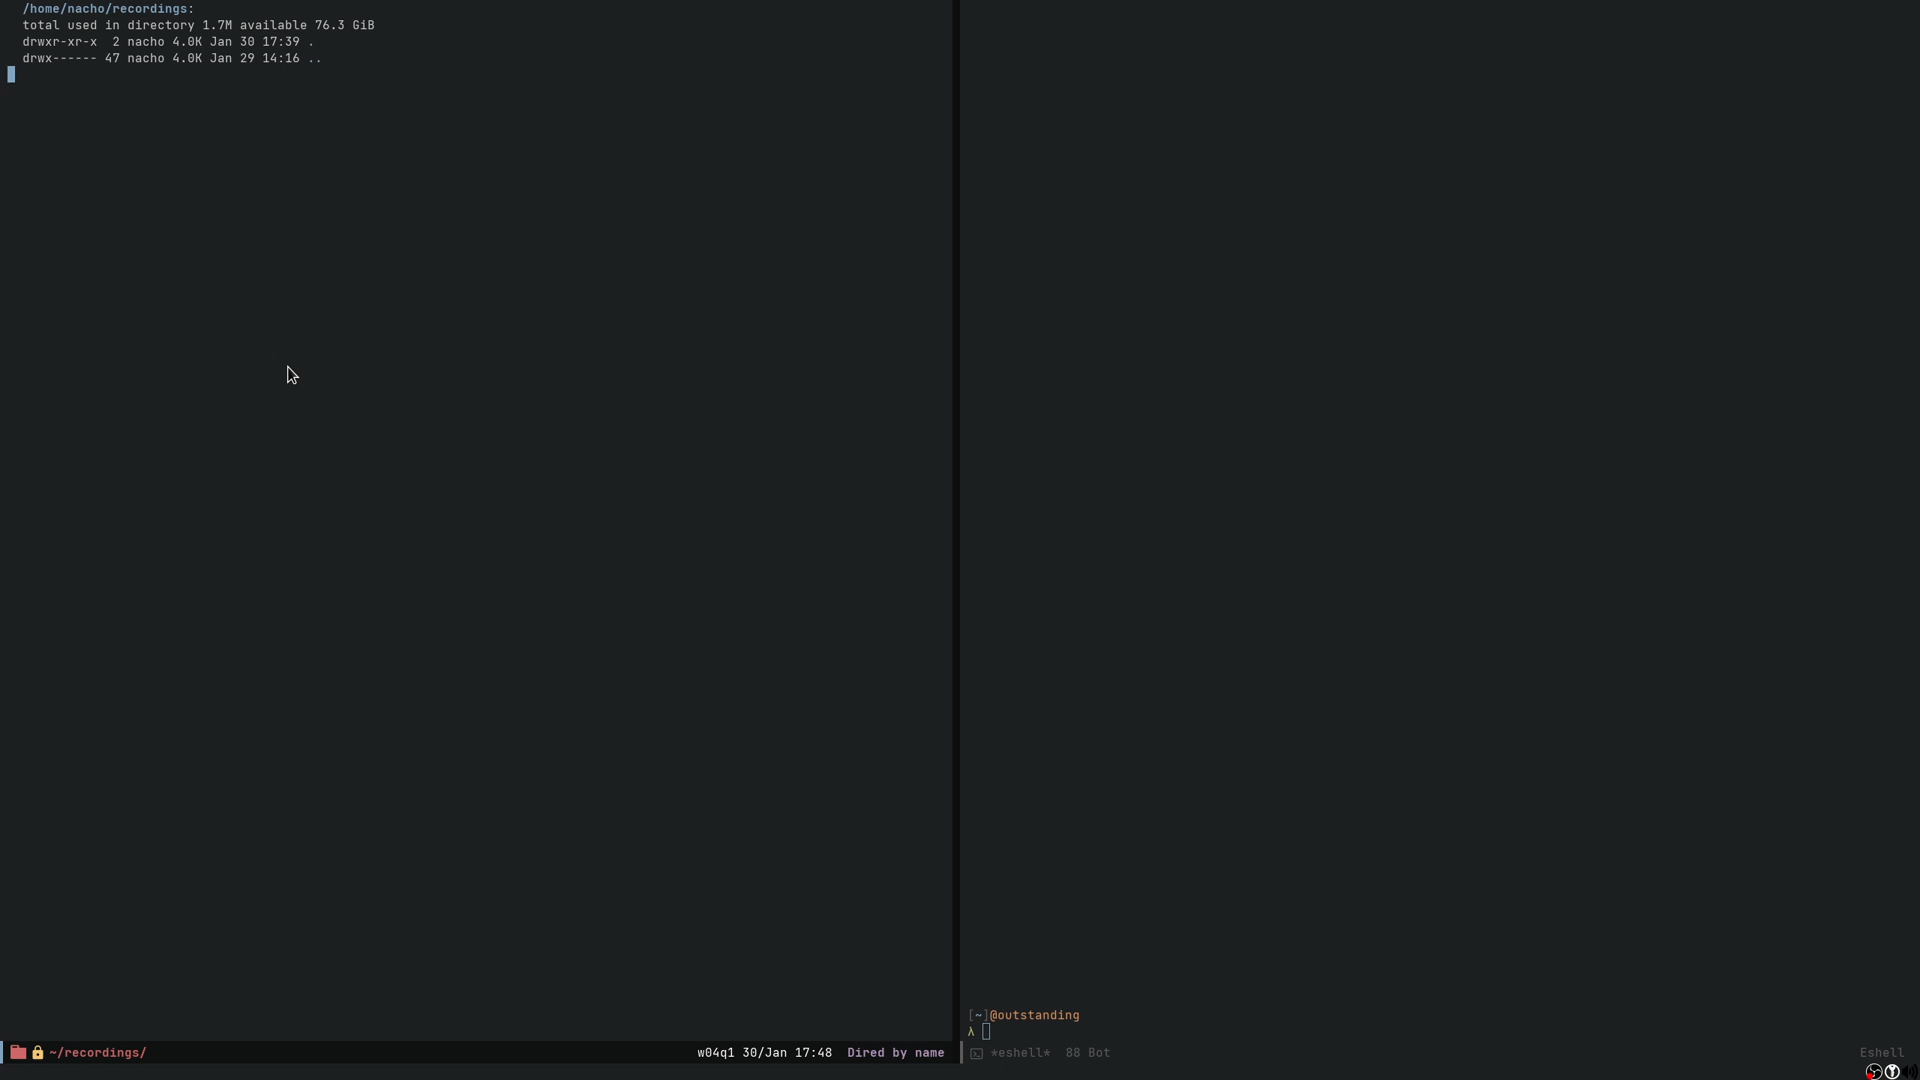 /home/nacho/recordings:
total used in directory 1.7M available 76.3 GiB
drwxr-xr-x  2 nacho 4.0K Jan 30 17:39 .
drwx------ 47 nacho 4.0K Jan 29 14:16 ..
[~]@outstanding
λ
~/recordings/ w04q1 30/Jan 17:48 Dired by name
*eshell* 88 Bot Eshell